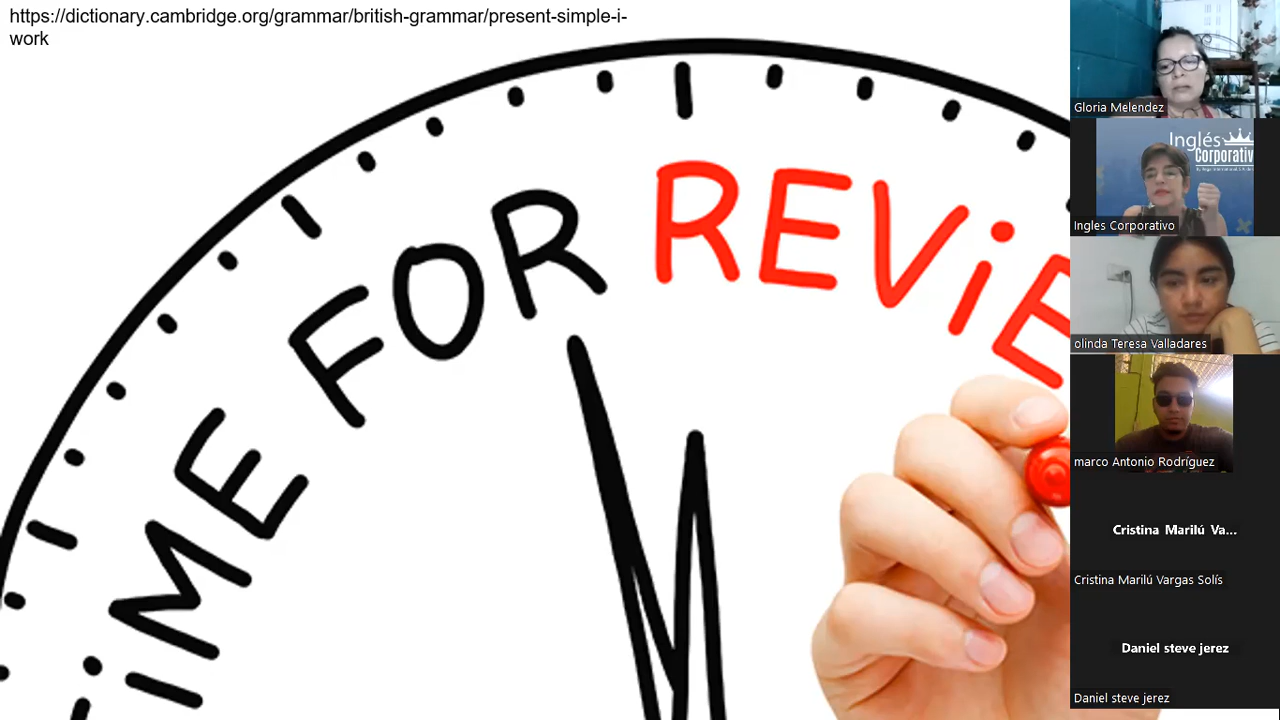 https://dictionary.cambridge.org/grammar/british-grammar/present-simple-i-
work
TiME FOR REViE
Gloria Melendez
Inglés
Corporativ
Ingles Corporativo
olinda Teresa Valladares
marco Antonio Rodríguez
Cristina Marilú Va...
Cristina Marilú Vargas Solís
Daniel steve jerez
Daniel steve jerez